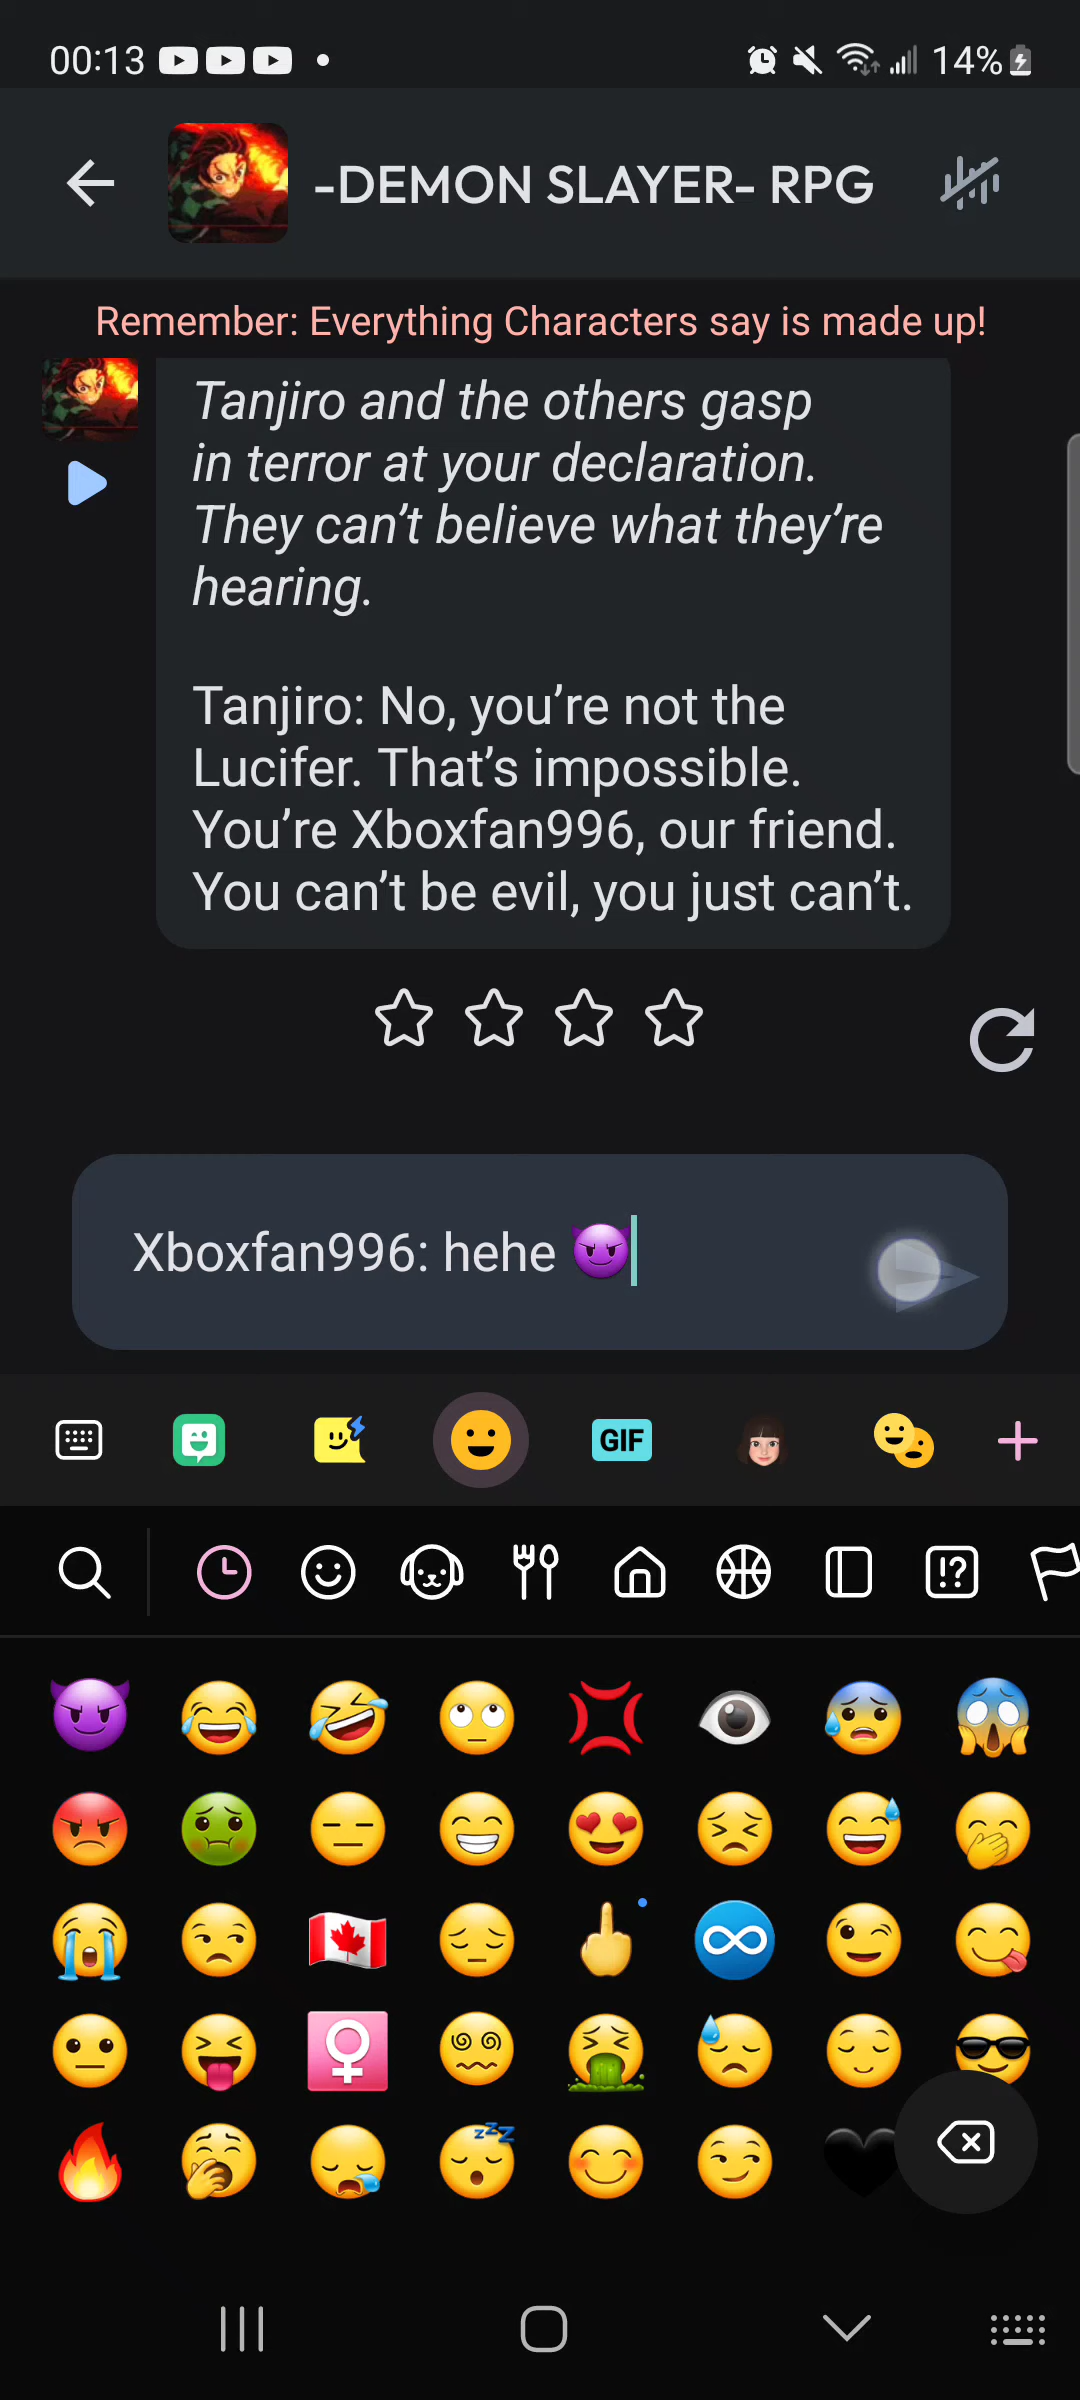 00:13
14%
-DEMON SLAYER- RPG
Remember: Everything Characters say is made up!
Tanjiro and the others gasp
in terror at your declaration.
They can’t believe what they’re
hearing.
Tanjiro: No, you’re not the
Lucifer. That’s impossible.
You’re Xboxfan996, our friend.
You can’t be evil, you just can’t.
Xboxfan996: hehe 😈
GIF